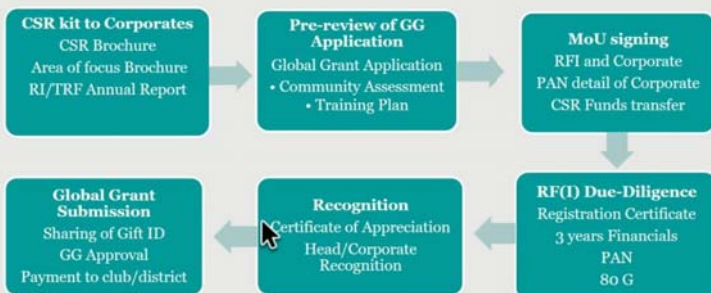 CSR kit to Corporates
CSR Brochure
Area of focus Brochure
RI/TRF Annual Report
Pre-review of GG
Application
Global Grant Application
• Community Assessment
• Training Plan
MoU signing
RFI and Corporate
PAN detail of Corporate
CSR Funds transfer
RF(I) Due-Diligence
Registration Certificate
3 years Financials
PAN
80 G
Recognition
Certificate of Appreciation
Head/Corporate
Recognition
Global Grant
Submission
Sharing of Gift ID
GG Approval
Payment to club/district